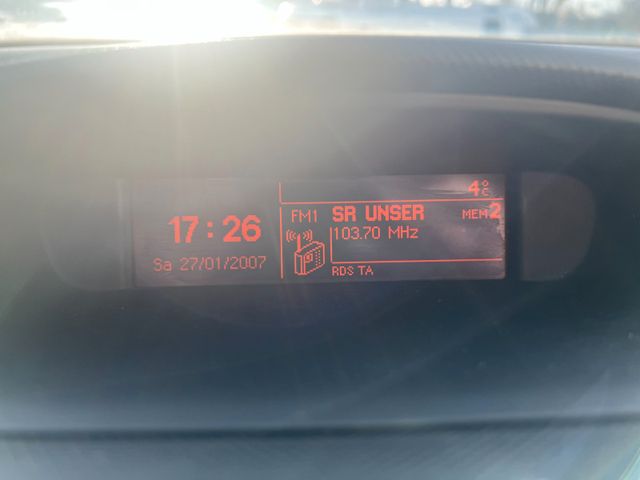 4°C
17:26
Sa 27/01/2007
FM1 SR UNSER MEM2
103.70 MHz
RDS TA